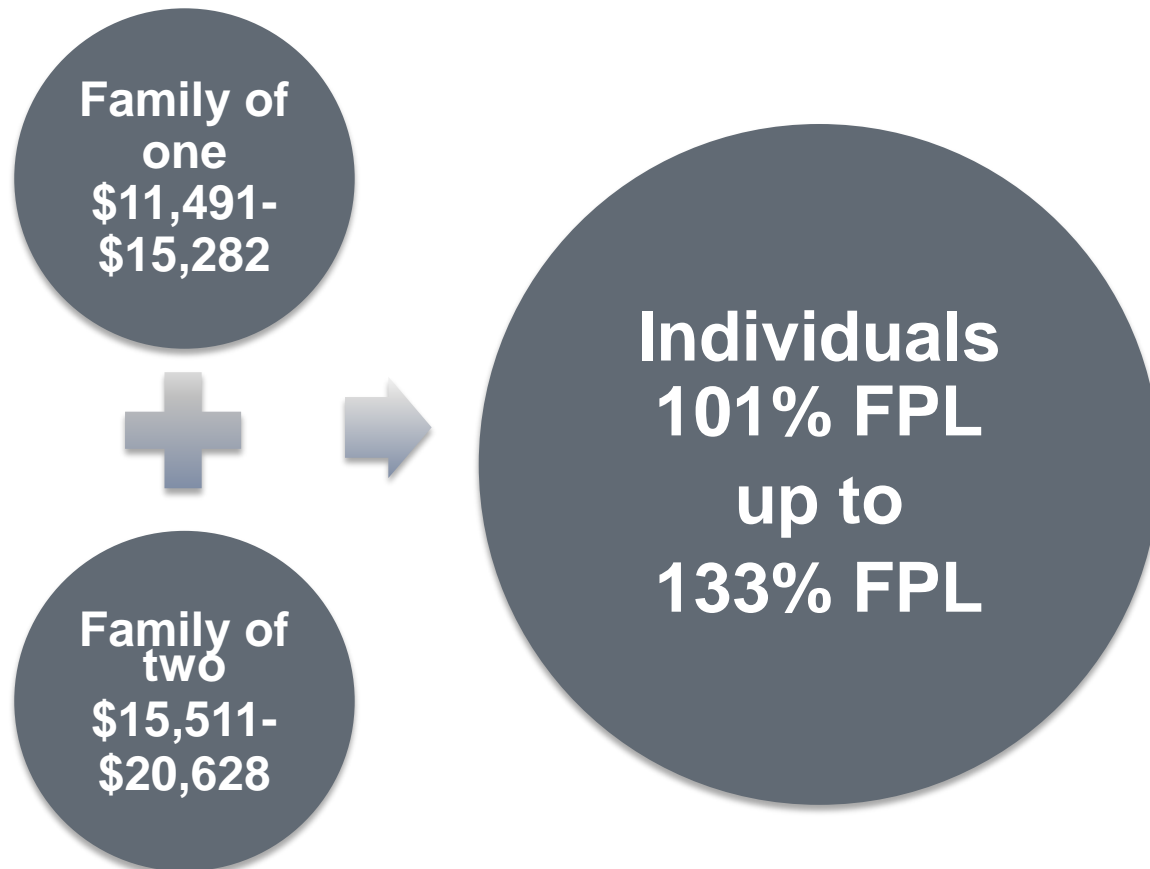 Family of
one
$11,491-
$15,282
Family of
two
$15,511-
$20,628
Individuals
101% FPL
up to
133% FPL